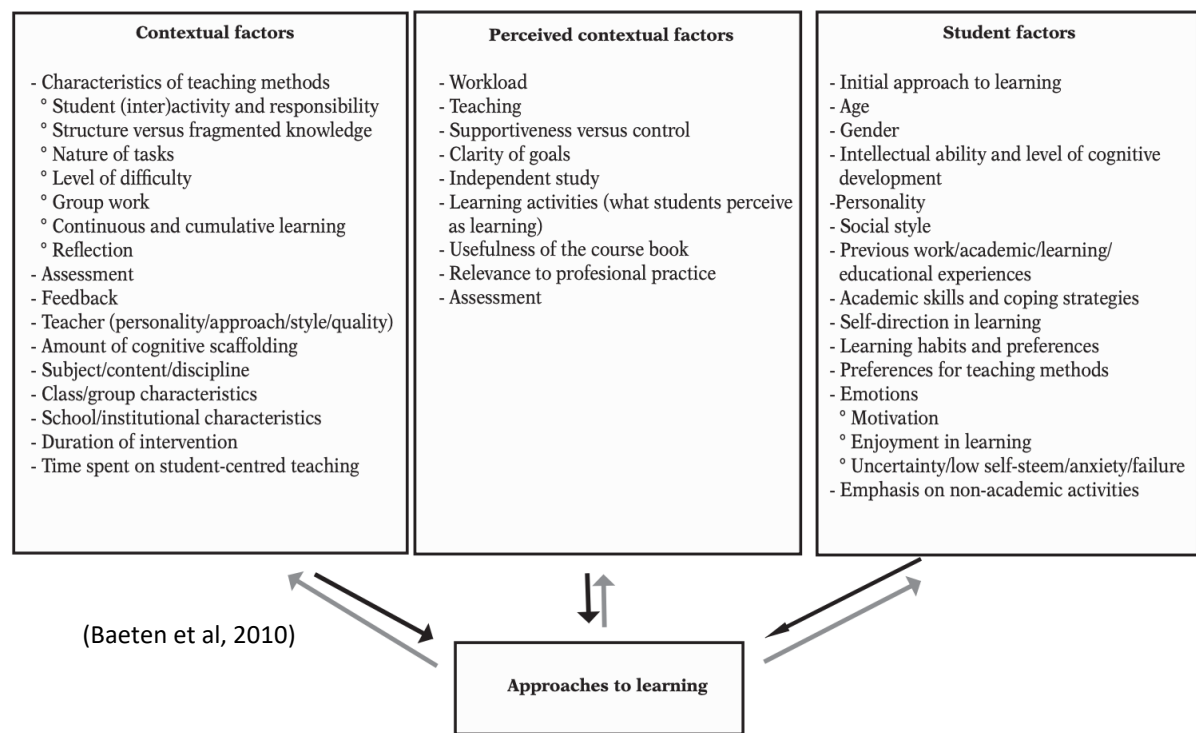 Contextual factors
- Characteristics of teaching methods
° Student (inter)activity and responsibility
° Structure versus fragmented knowledge
° Nature of tasks
° Level of difficulty
° Group work
° Continuous and cumulative learning
° Reflection
- Assessment
- Feedback
- Teacher (personality/approach/style/quality)
- Amount of cognitive scaffolding
- Subject/content/discipline
- Class/group characteristics
- School/institutional characteristics
- Duration of intervention
- Time spent on student-centred teaching
Perceived contextual factors
- Workload
- Teaching
- Supportiveness versus control
- Clarity of goals
- Independent study
- Learning activities (what students perceive
as learning)
- Usefulness of the course book
- Relevance to profesional practice
- Assessment
Student factors
- Initial approach to learning
- Age
- Gender
- Intellectual ability and level of cognitive
development
-Personality
- Social style
- Previous work/academic/learning/
educational experiences
- Academic skills and coping strategies
- Self-direction in learning
- Learning habits and preferences
- Preferences for teaching methods
- Emotions
° Motivation
° Enjoyment in learning
° Uncertainty/low self-steem/anxiety/failure
- Emphasis on non-academic activities
(Baeten et al, 2010)
Approaches to learning